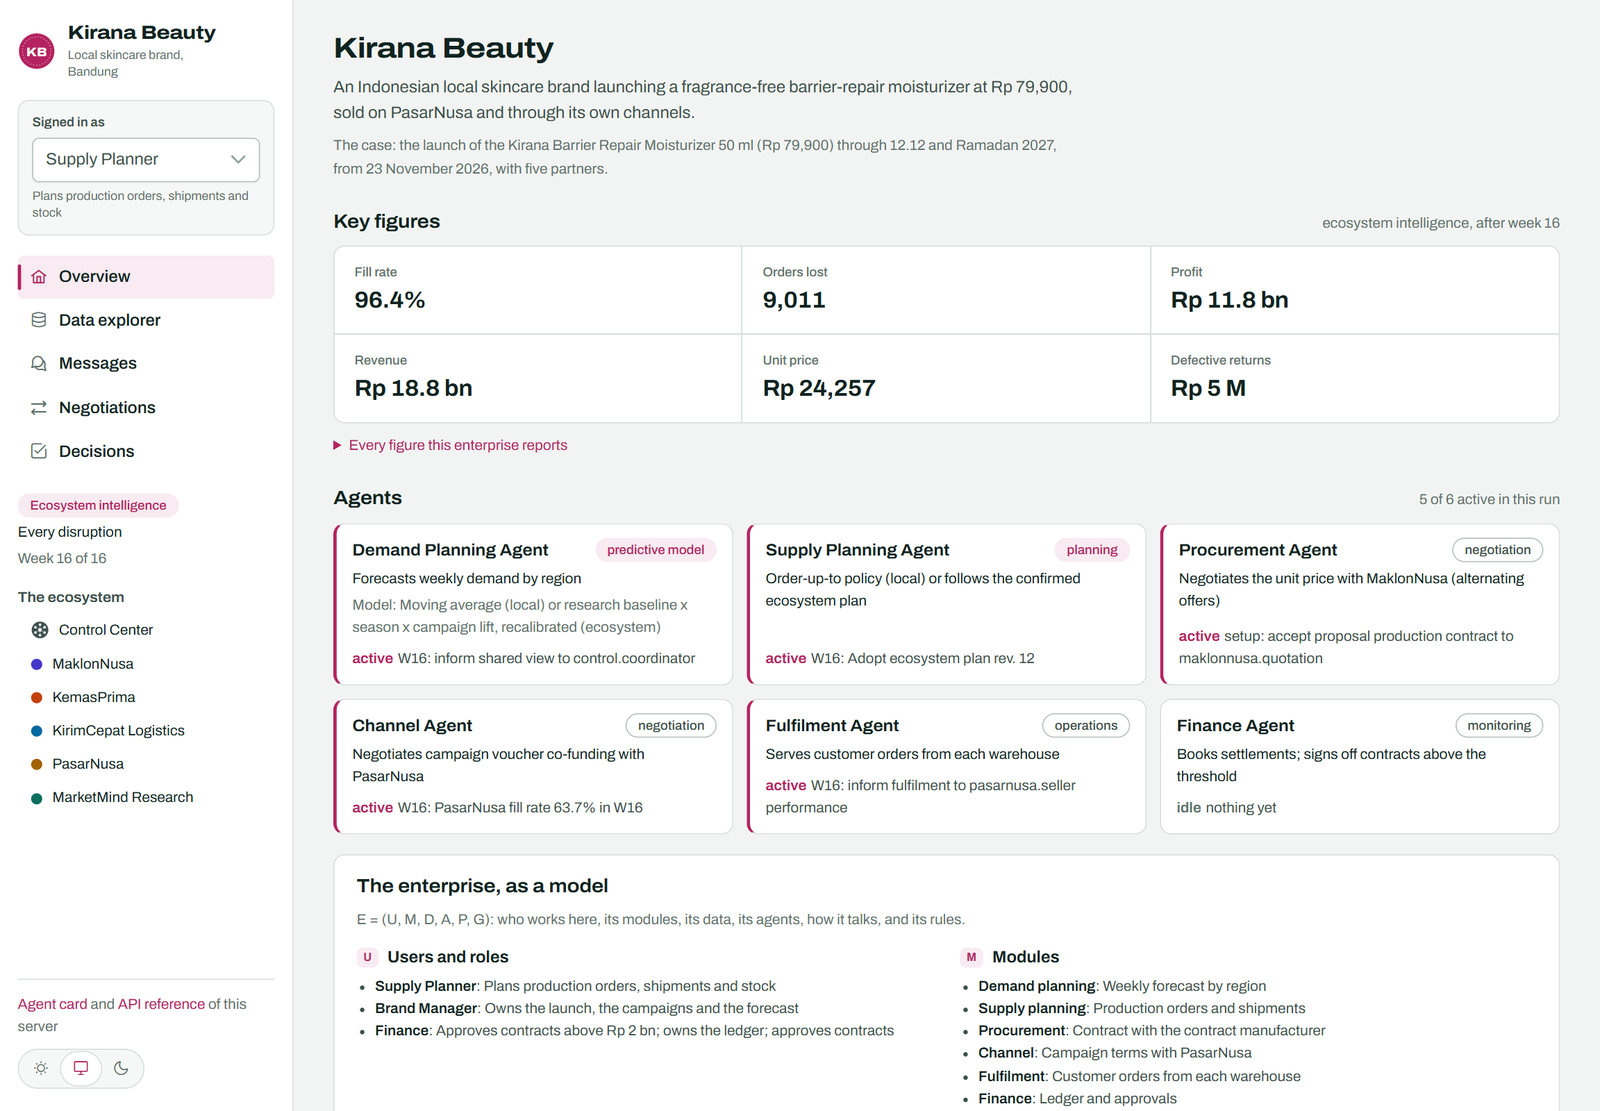 KB
Kirana Beauty
Local skincare brand,
Bandung
Signed in as
Supply Planner
Plans production orders, shipments and
stock
Overview
Data explorer
Messages
Negotiations
Decisions
Ecosystem intelligence
Every disruption
Week 16 of 16
The ecosystem
Control Center
MaklonNusa
KemasPrima
KirimCepat Logistics
PasarNusa
MarketMind Research
Agent card and API reference of this
server
Kirana Beauty
An Indonesian local skincare brand launching a fragrance-free barrier-repair moisturizer at Rp 79,900,
sold on PasarNusa and through its own channels.
The case: the launch of the Kirana Barrier Repair Moisturizer 50 ml (Rp 79,900) through 12.12 and Ramadan 2027,
from 23 November 2026, with five partners.
Key figures
ecosystem intelligence, after week 16
Fill rate
96.4%
Orders lost
9,011
Profit
Rp 11.8 bn
Revenue
Rp 18.8 bn
Unit price
Rp 24,257
Defective returns
Rp 5 M
Every figure this enterprise reports
Agents
5 of 6 active in this run
Demand Planning Agent
predictive model
Forecasts weekly demand by region
Model: Moving average (local) or research baseline x
season x campaign lift, recalibrated (ecosystem)
active W16: inform shared view to control.coordinator
Supply Planning Agent
planning
Order-up-to policy (local) or follows the confirmed
ecosystem plan
active W16: Adopt ecosystem plan rev. 12
Procurement Agent
negotiation
Negotiates the unit price with MaklonNusa (alternating
offers)
active setup: accept proposal production contract to
maklonnusa.quotation
Channel Agent
negotiation
Negotiates campaign voucher co-funding with
PasarNusa
active W16: PasarNusa fill rate 63.7% in W16
Fulfilment Agent
operations
Serves customer orders from each warehouse
active W16: inform fulfilment to pasarnusa.seller
performance
Finance Agent
monitoring
Books settlements; signs off contracts above the
threshold
idle nothing yet
The enterprise, as a model
E = (U, M, D, A, P, G): who works here, its modules, its data, its agents, how it talks, and its rules.
U Users and roles
Supply Planner: Plans production orders, shipments and stock
Brand Manager: Owns the launch, the campaigns and the forecast
Finance: Approves contracts above Rp 2 bn; owns the ledger; approves contracts
M Modules
Demand planning: Weekly forecast by region
Supply planning: Production orders and shipments
Procurement: Contract with the contract manufacturer
Channel: Campaign terms with PasarNusa
Fulfilment: Customer orders from each warehouse
Finance: Ledger and approvals